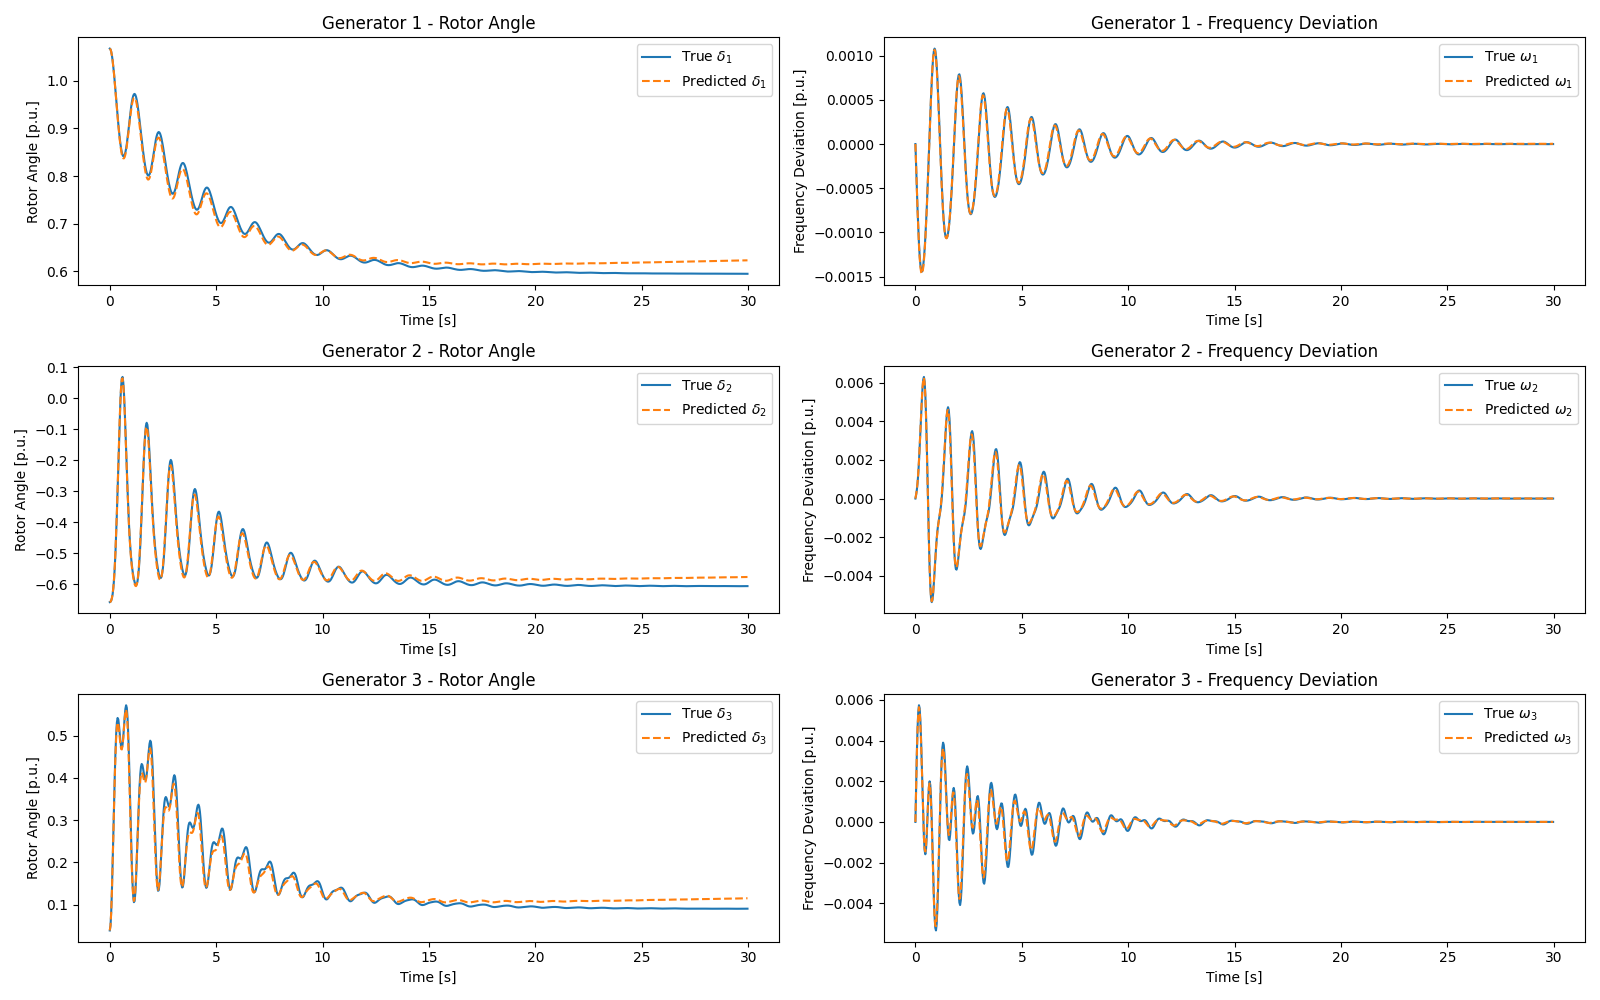 Generator 1 - Rotor Angle
Rotor Angle [p.u.]
1.0
0.9
0.8
0.7
0.6
True δ₁
Predicted δ₁
0 5 10 15 20 25 30
Time [s]
Generator 1 - Frequency Deviation
Frequency Deviation [p.u.]
0.0010
0.0005
0.0000
−0.0005
−0.0010
−0.0015
True ω₁
Predicted ω₁
0 5 10 15 20 25 30
Time [s]
Generator 2 - Rotor Angle
Rotor Angle [p.u.]
0.1
0.0
−0.1
−0.2
−0.3
−0.4
−0.5
−0.6
True δ₂
Predicted δ₂
0 5 10 15 20 25 30
Time [s]
Generator 2 - Frequency Deviation
Frequency Deviation [p.u.]
0.006
0.004
0.002
0.000
−0.002
−0.004
True ω₂
Predicted ω₂
0 5 10 15 20 25 30
Time [s]
Generator 3 - Rotor Angle
Rotor Angle [p.u.]
0.5
0.4
0.3
0.2
0.1
True δ₃
Predicted δ₃
0 5 10 15 20 25 30
Time [s]
Generator 3 - Frequency Deviation
Frequency Deviation [p.u.]
0.006
0.004
0.002
0.000
−0.002
−0.004
True ω₃
Predicted ω₃
0 5 10 15 20 25 30
Time [s]